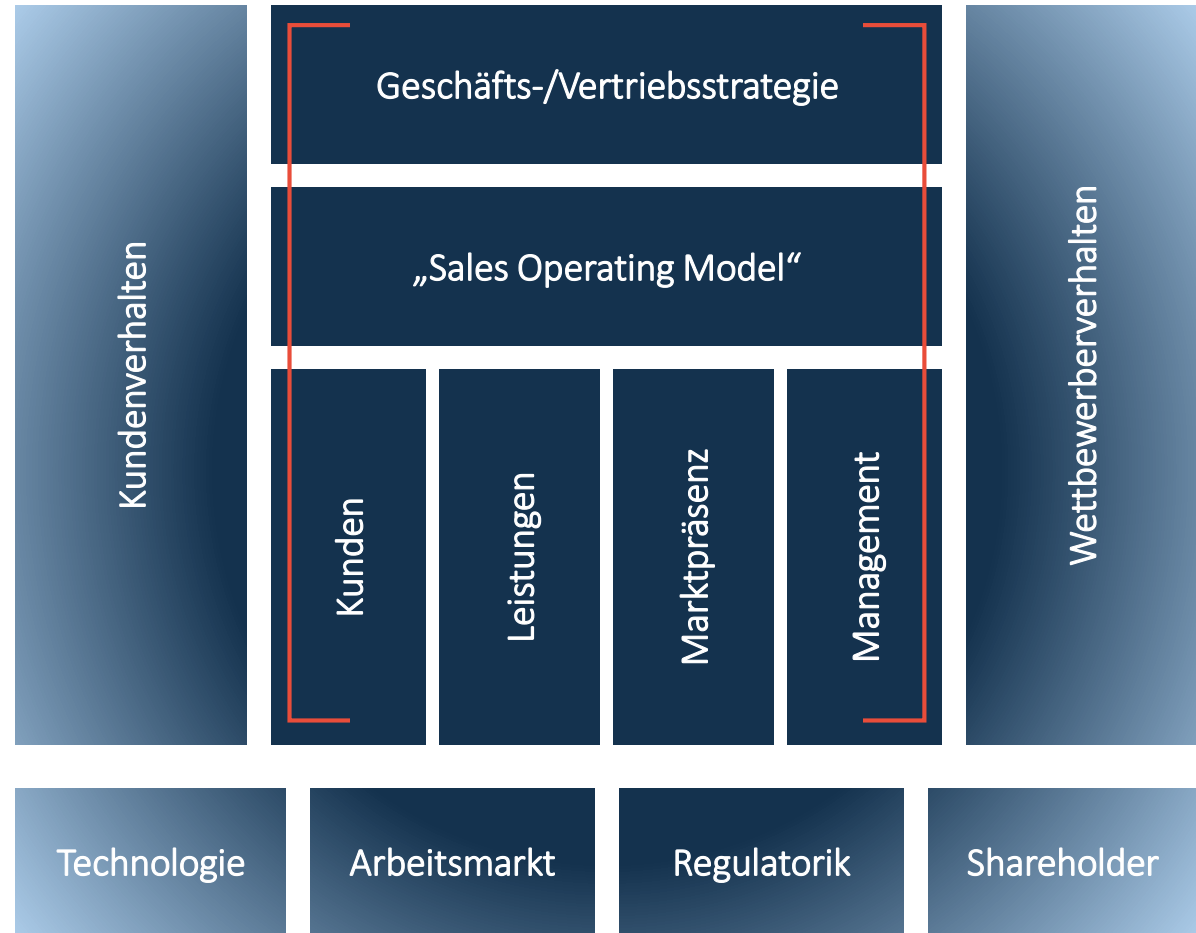 Geschäfts-/Vertriebsstrategie
„Sales Operating Model“
Kundenverhalten
Kunden
Leistungen
Marktpräsenz
Management
Wettbewerberverhalten
Technologie
Arbeitsmarkt
Regulatorik
Shareholder